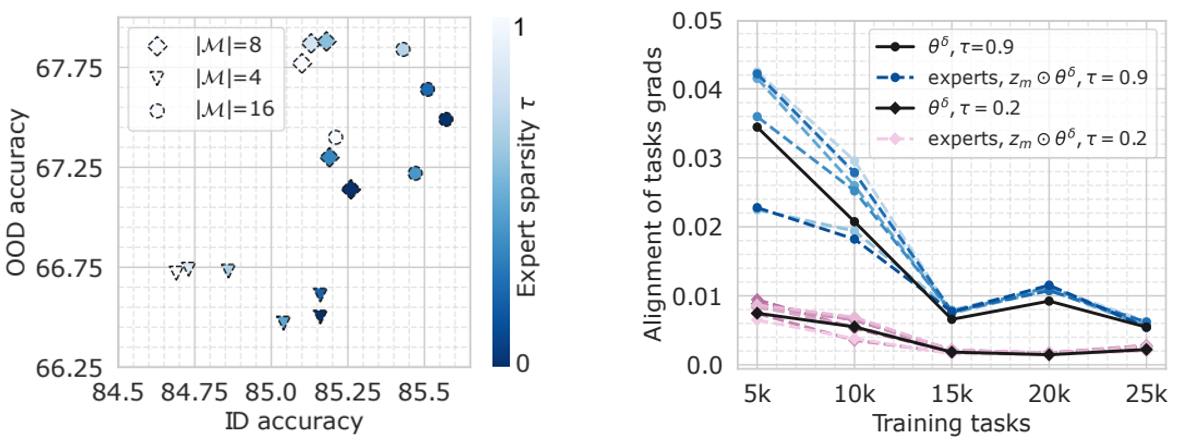 |ℳ|=8
|ℳ|=4
|ℳ|=16
67.75
67.25
66.75
66.25
OOD accuracy
84.5 84.75 85.0 85.25 85.5
ID accuracy
1
0
Expert sparsity τ
0.05
0.04
0.03
0.02
0.01
0.0
Alignment of tasks grads
θ^δ, τ=0.9
experts, z_m ⊙ θ^δ, τ = 0.9
θ^δ, τ = 0.2
experts, z_m ⊙ θ^δ, τ = 0.2
5k 10k 15k 20k 25k
Training tasks